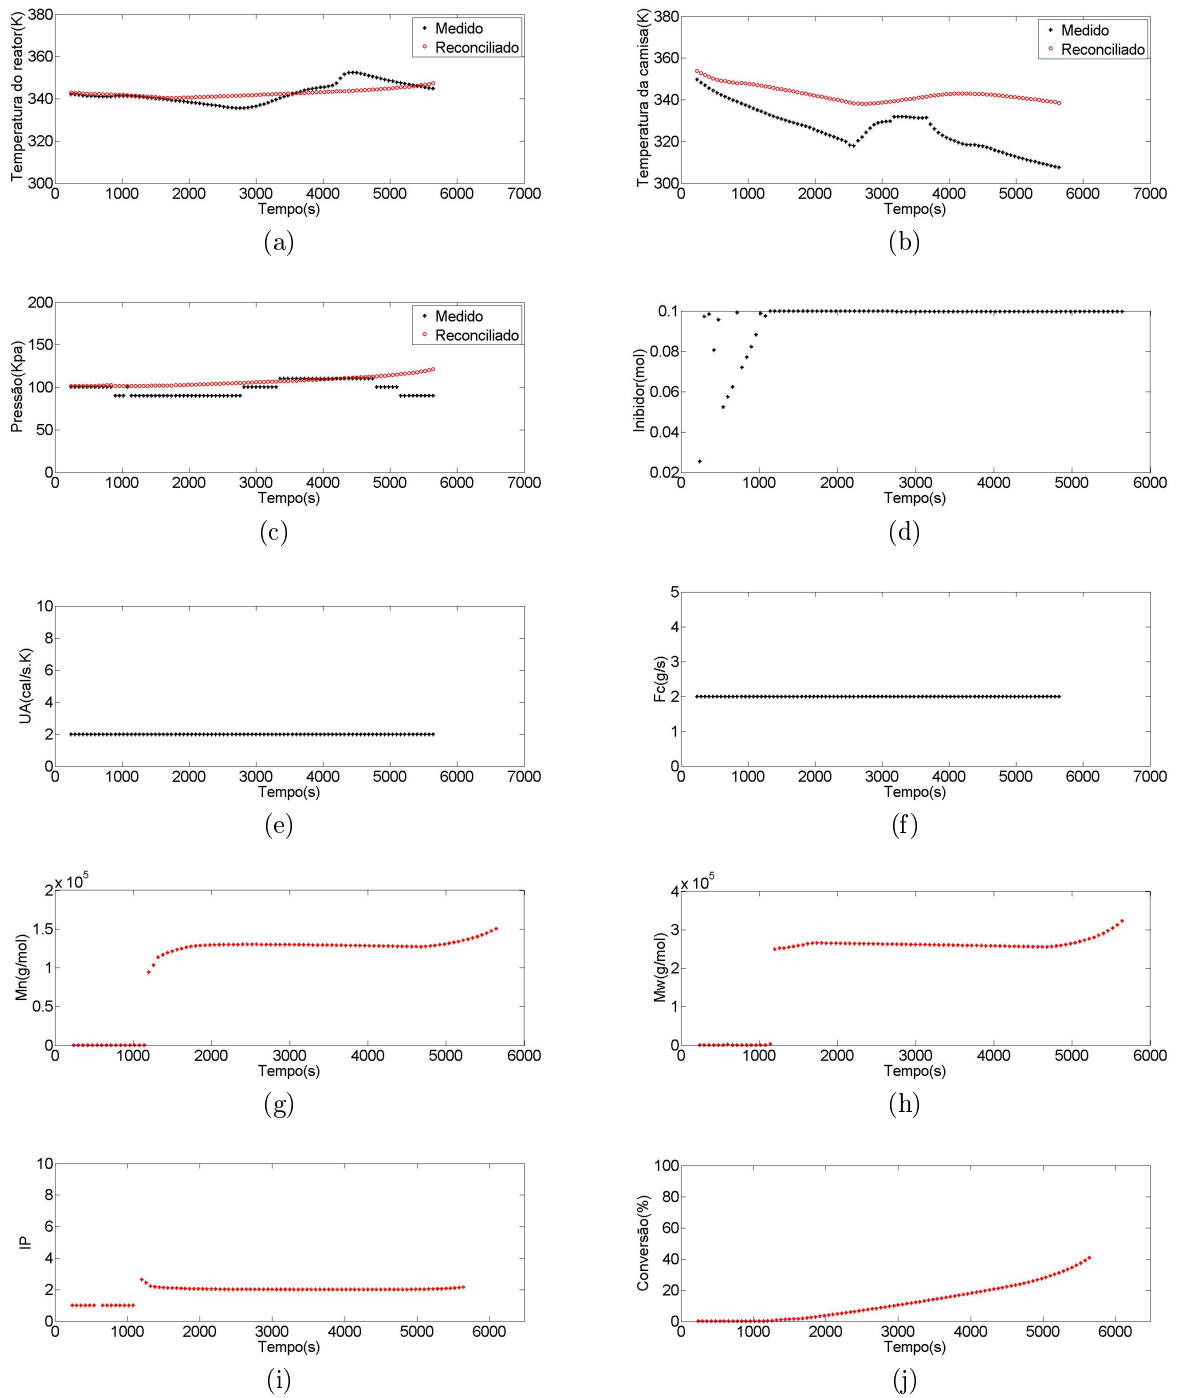 380
360
340
320
300
Temperatura do reator(K)
0 1000 2000 3000 4000 5000 6000 7000
Tempo(s)
Medido
Reconciliado
(a)
380
360
340
320
300
Temperatura da camisa(K)
0 1000 2000 3000 4000 5000 6000 7000
Tempo(s)
Medido
Reconciliado
(b)
200
150
100
50
0
Pressão(Kpa)
0 1000 2000 3000 4000 5000 6000 7000
Tempo(s)
Medido
Reconciliado
(c)
0.1
0.08
0.06
0.04
0.02
Inibidor(mol)
0 1000 2000 3000 4000 5000 6000
Tempo(s)
(d)
10
8
6
4
2
0
UA(cal/s.K)
0 1000 2000 3000 4000 5000 6000 7000
Tempo(s)
(e)
5
4
3
2
1
0
Fc(g/s)
0 1000 2000 3000 4000 5000 6000 7000
Tempo(s)
(f)
x 10^5
2
1.5
1
0.5
0
Mn(g/mol)
0 1000 2000 3000 4000 5000 6000
Tempo(s)
(g)
x 10^5
4
3
2
1
0
Mw(g/mol)
0 1000 2000 3000 4000 5000 6000
Tempo(s)
(h)
10
8
6
4
2
0
IP
0 1000 2000 3000 4000 5000 6000
Tempo(s)
(i)
100
80
60
40
20
0
Conversão(%)
0 1000 2000 3000 4000 5000 6000
Tempo(s)
(j)